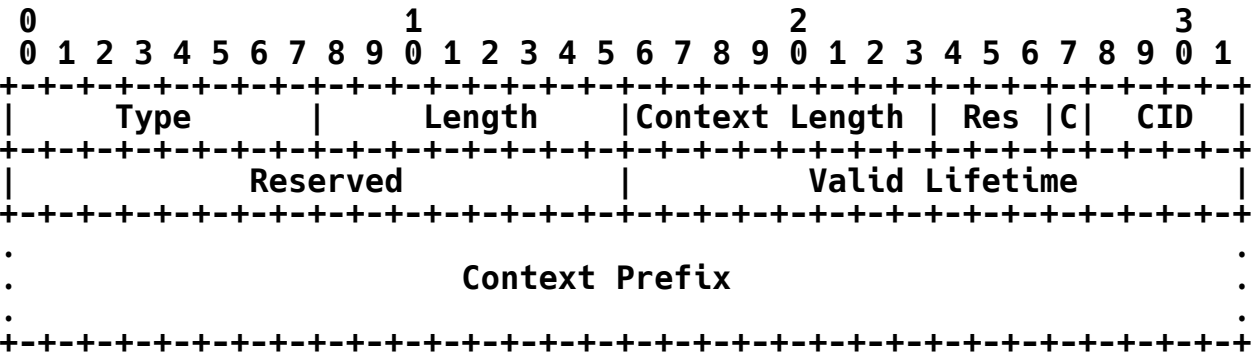 0                   1                   2                   3
 0 1 2 3 4 5 6 7 8 9 0 1 2 3 4 5 6 7 8 9 0 1 2 3 4 5 6 7 8 9 0 1
+-+-+-+-+-+-+-+-+-+-+-+-+-+-+-+-+-+-+-+-+-+-+-+-+-+-+-+-+-+-+-+-+
|     Type      |     Length    |Context Length | Res |C|  CID  |
+-+-+-+-+-+-+-+-+-+-+-+-+-+-+-+-+-+-+-+-+-+-+-+-+-+-+-+-+-+-+-+-+
|            Reserved           |         Valid Lifetime        |
+-+-+-+-+-+-+-+-+-+-+-+-+-+-+-+-+-+-+-+-+-+-+-+-+-+-+-+-+-+-+-+-+
.                                                               .
.                       Context Prefix                          .
.                                                               .
+-+-+-+-+-+-+-+-+-+-+-+-+-+-+-+-+-+-+-+-+-+-+-+-+-+-+-+-+-+-+-+-+